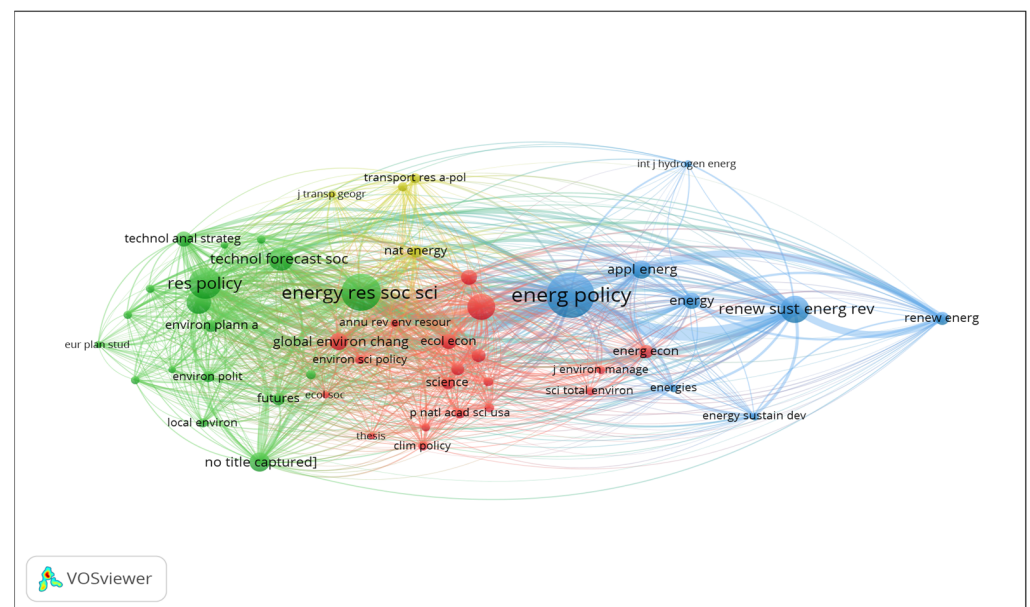 int j hydrogen energ
transport res a-pol
j transp geogr
technol anal strateg
nat energy
technol forecast soc
appl energ
res policy
energy res soc sci
energ policy
energy
renew sust energ rev
renew energ
environ plann a
annu rev env resour
eur plan stud
global environ chang
ecol econ
environ sci policy
energ econ
j environ manage
environ polit
science
sci total environ
energies
futures
ecol soc
p natl acad sci usa
energy sustain dev
local environ
thesis
clim policy
no title captured]
VOSviewer